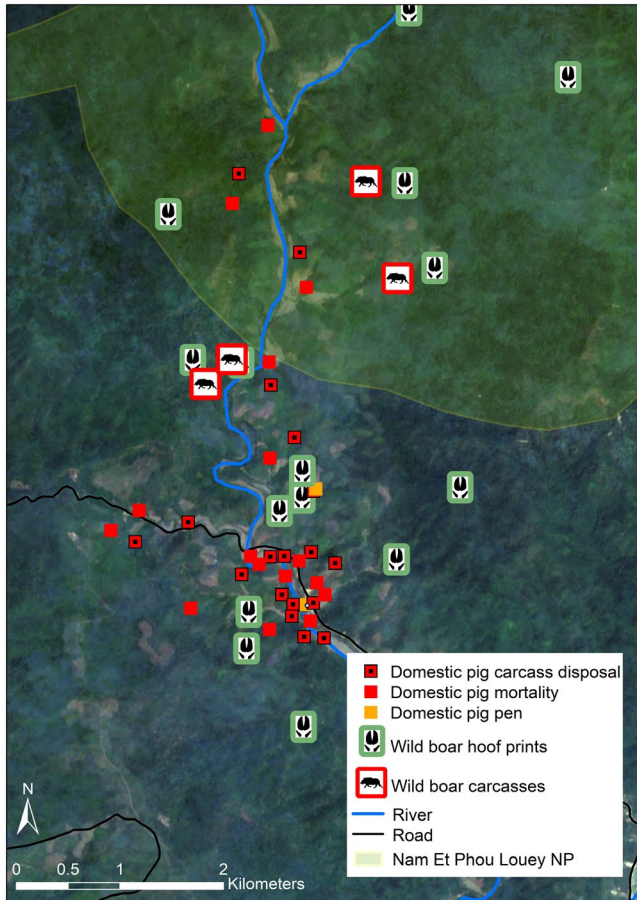 Domestic pig carcass disposal
Domestic pig mortality
Domestic pig pen
Wild boar hoof prints
Wild boar carcasses
River
Road
Nam Et Phou Louey NP
N
0 0.5 1 2
Kilometers